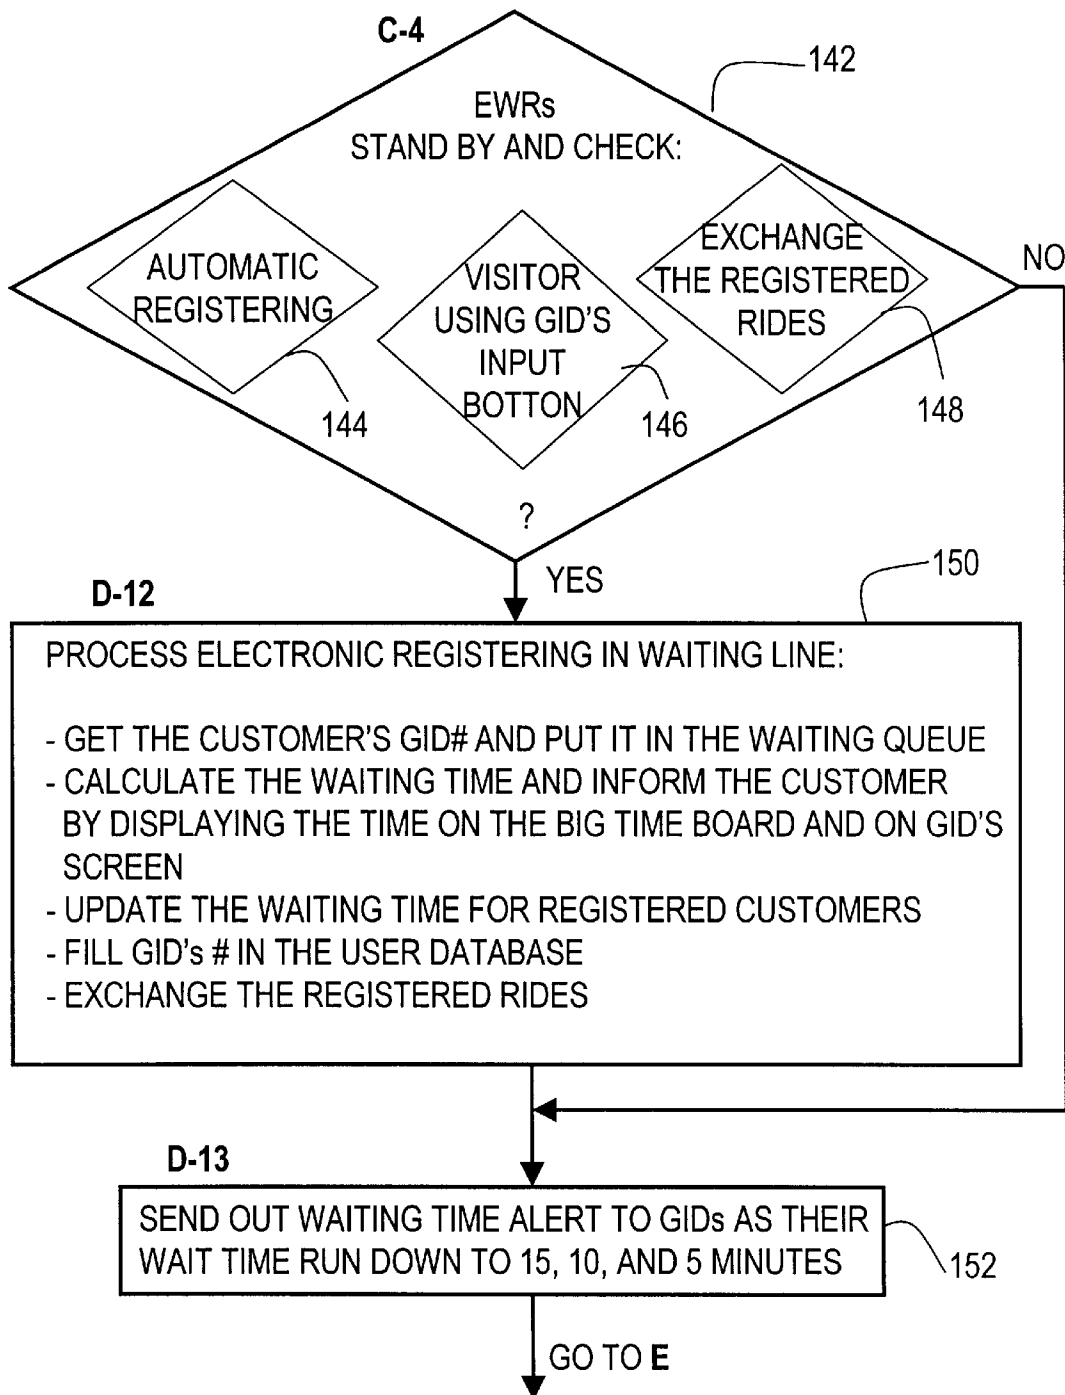 C-4
142
EWRs
STAND BY AND CHECK:
AUTOMATIC
REGISTERING
144
VISITOR
USING GID'S
INPUT
BOTTON
146
EXCHANGE
THE REGISTERED
RIDES
148
NO
?
YES
D-12
150
PROCESS ELECTRONIC REGISTERING IN WAITING LINE:
- GET THE CUSTOMER'S GID# AND PUT IT IN THE WAITING QUEUE
- CALCULATE THE WAITING TIME AND INFORM THE CUSTOMER
BY DISPLAYING THE TIME ON THE BIG TIME BOARD AND ON GID'S
SCREEN
- UPDATE THE WAITING TIME FOR REGISTERED CUSTOMERS
- FILL GID's # IN THE USER DATABASE
- EXCHANGE THE REGISTERED RIDES
D-13
SEND OUT WAITING TIME ALERT TO GIDs AS THEIR
WAIT TIME RUN DOWN TO 15, 10, AND 5 MINUTES
152
GO TO E